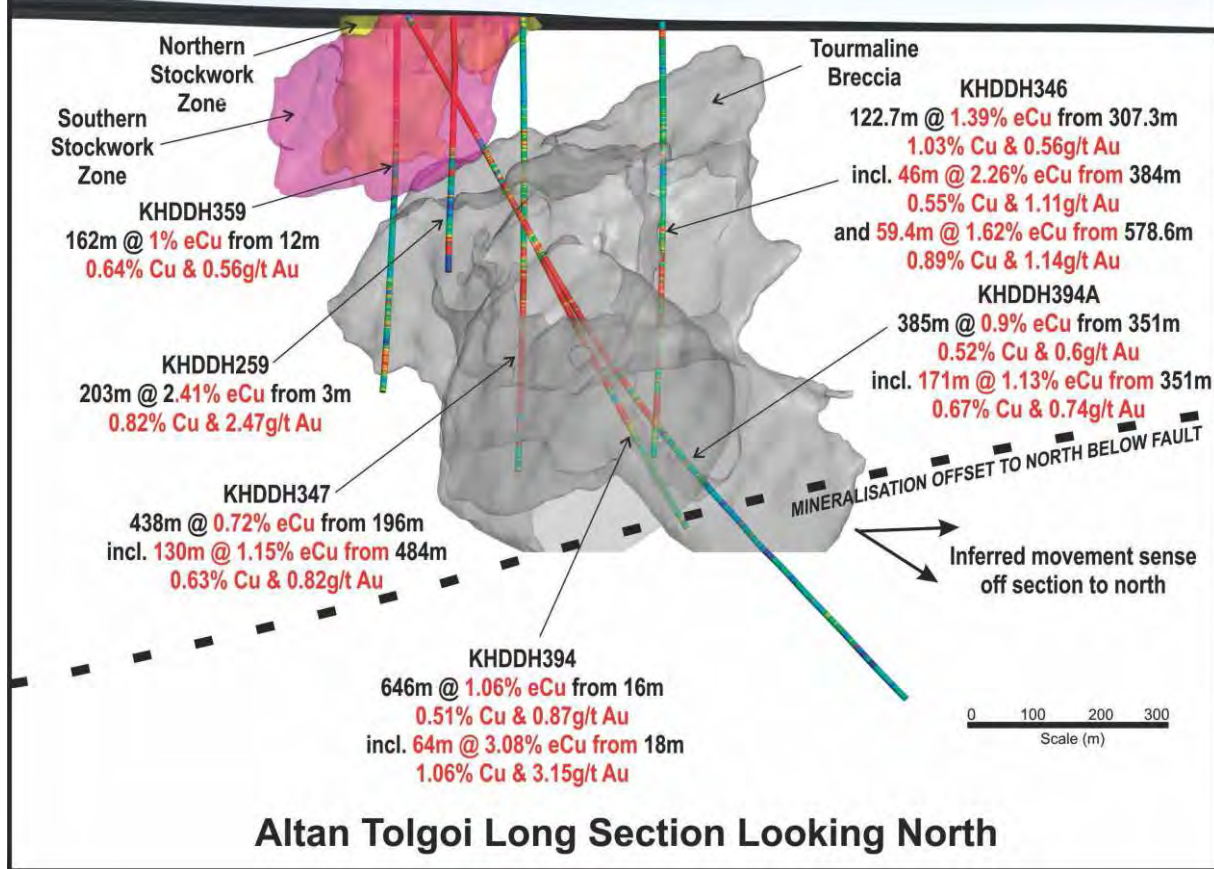 Northern
Stockwork
Zone
Southern
Stockwork
Zone
Tourmaline
Breccia
KHDDH346
122.7m @ 1.39% eCu from 307.3m
1.03% Cu & 0.56g/t Au
incl. 46m @ 2.26% eCu from 384m
0.55% Cu & 1.11g/t Au
and 59.4m @ 1.62% eCu from 578.6m
0.89% Cu & 1.14g/t Au
KHDDH359
162m @ 1% eCu from 12m
0.64% Cu & 0.56g/t Au
KHDDH394A
385m @ 0.9% eCu from 351m
0.52% Cu & 0.6g/t Au
incl. 171m @ 1.13% eCu from 351m
0.67% Cu & 0.74g/t Au
KHDDH259
203m @ 2.41% eCu from 3m
0.82% Cu & 2.47g/t Au
MINERALISATION OFFSET TO NORTH BELOW FAULT
KHDDH347
438m @ 0.72% eCu from 196m
incl. 130m @ 1.15% eCu from 484m
0.63% Cu & 0.82g/t Au
Inferred movement sense
off section to north
KHDDH394
646m @ 1.06% eCu from 16m
0.51% Cu & 0.87g/t Au
incl. 64m @ 3.08% eCu from 18m
1.06% Cu & 3.15g/t Au
0 100 200 300
Scale (m)
Altan Tolgoi Long Section Looking North